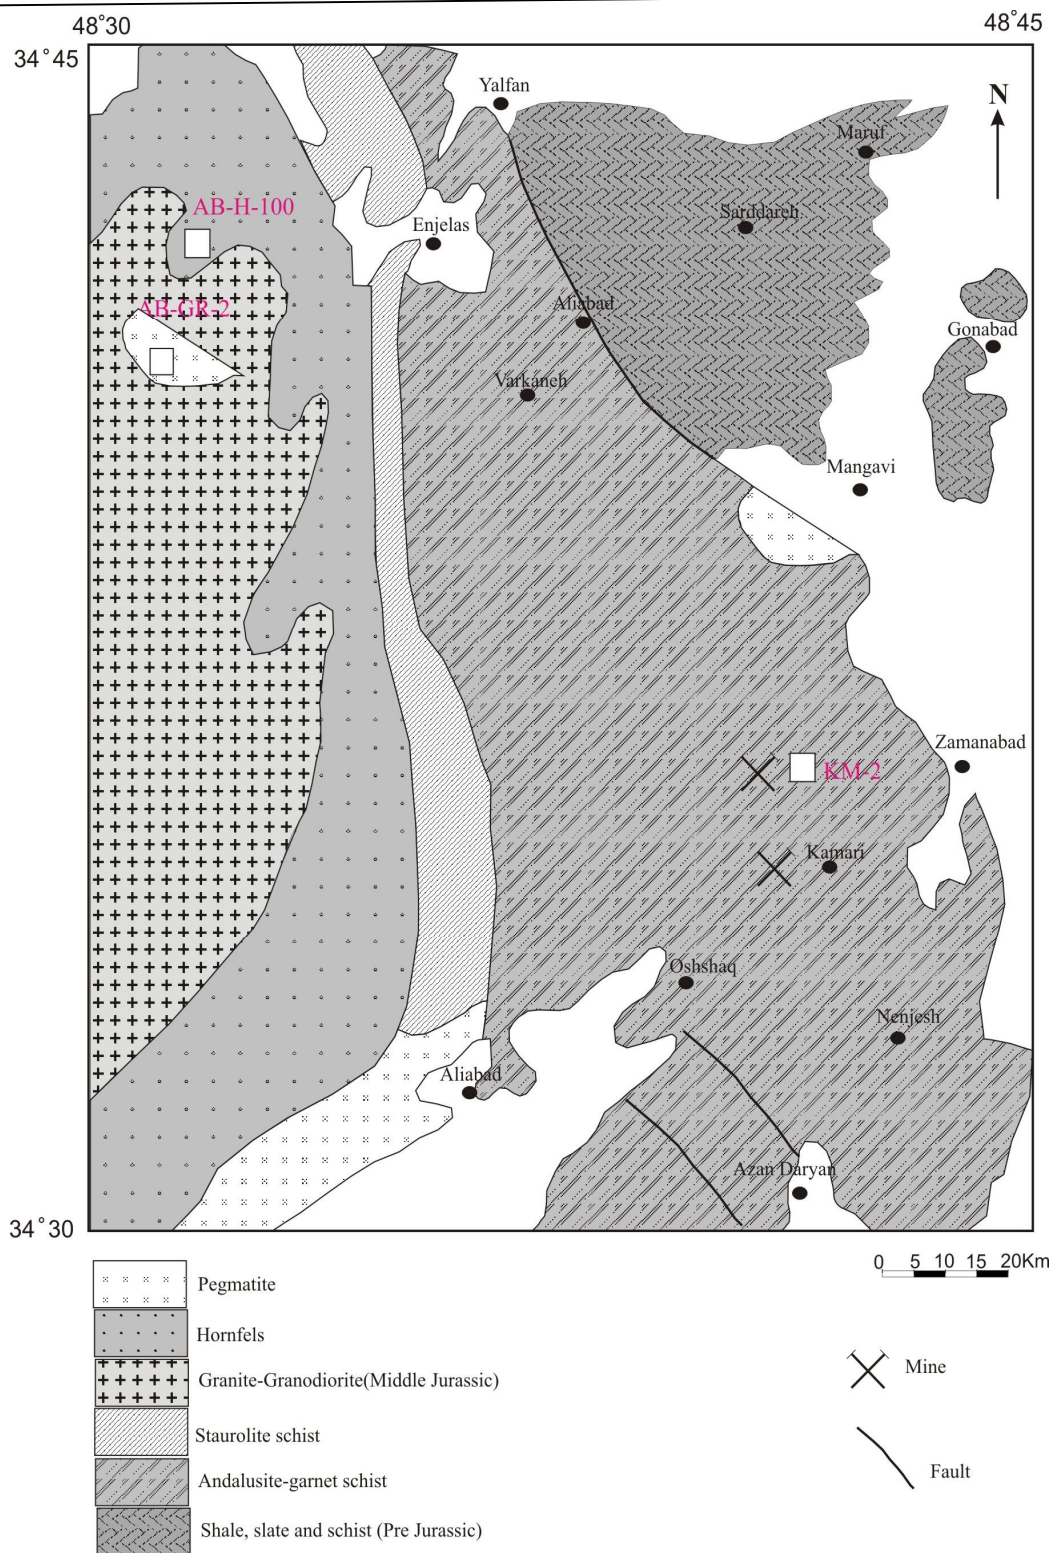 48°30
48°45
34°45
Yalfan
N
Maruf
AB-H-100
Sarddareh
Enjelas
AB-GR-2
Aliabad
Gonabad
Varkaneh
Mangavi
Zamanabad
KM-2
Kamari
Oshshaq
Nenjesh
Aliabad
Azan Daryan
34°30
0 5 10 15 20Km
Pegmatite
Hornfels
Mine
Granite-Granodiorite(Middle Jurassic)
Staurolite schist
Fault
Andalusite-garnet schist
Shale, slate and schist (Pre Jurassic)